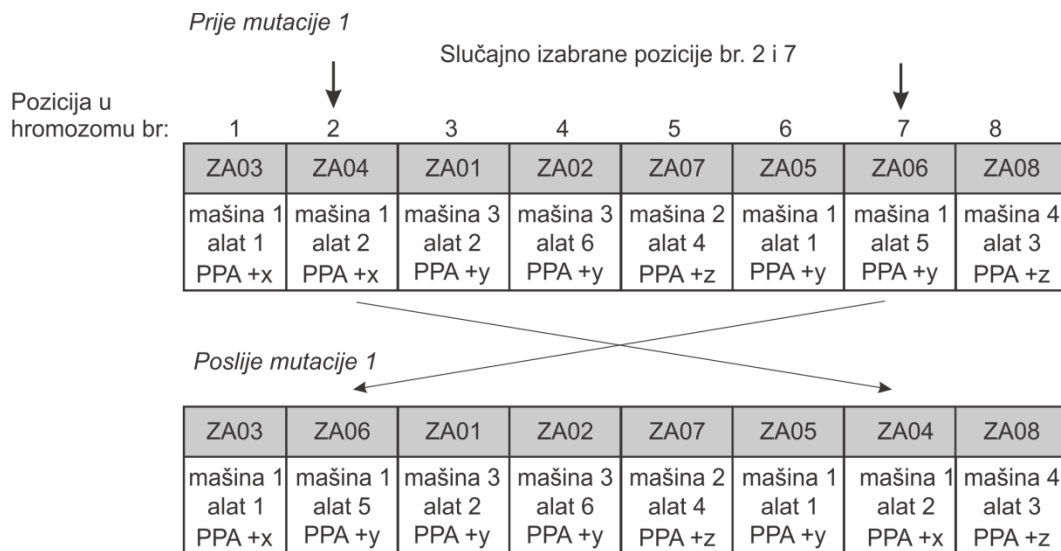 Prije mutacije 1
Slučajno izabrane pozicije br. 2 i 7
Pozicija u
hromozomu br: 1 2 3 4 5 6 7 8
ZA03 ZA04 ZA01 ZA02 ZA07 ZA05 ZA06 ZA08
mašina 1 mašina 1 mašina 3 mašina 3 mašina 2 mašina 1 mašina 1 mašina 4
alat 1 alat 2 alat 2 alat 6 alat 4 alat 1 alat 5 alat 3
PPA +x PPA +x PPA +y PPA +y PPA +z PPA +y PPA +y PPA +z
Poslije mutacije 1
ZA03 ZA06 ZA01 ZA02 ZA07 ZA05 ZA04 ZA08
mašina 1 mašina 1 mašina 3 mašina 3 mašina 2 mašina 1 mašina 1 mašina 4
alat 1 alat 5 alat 2 alat 6 alat 4 alat 1 alat 2 alat 3
PPA +x PPA +y PPA +y PPA +y PPA +z PPA +y PPA +x PPA +z